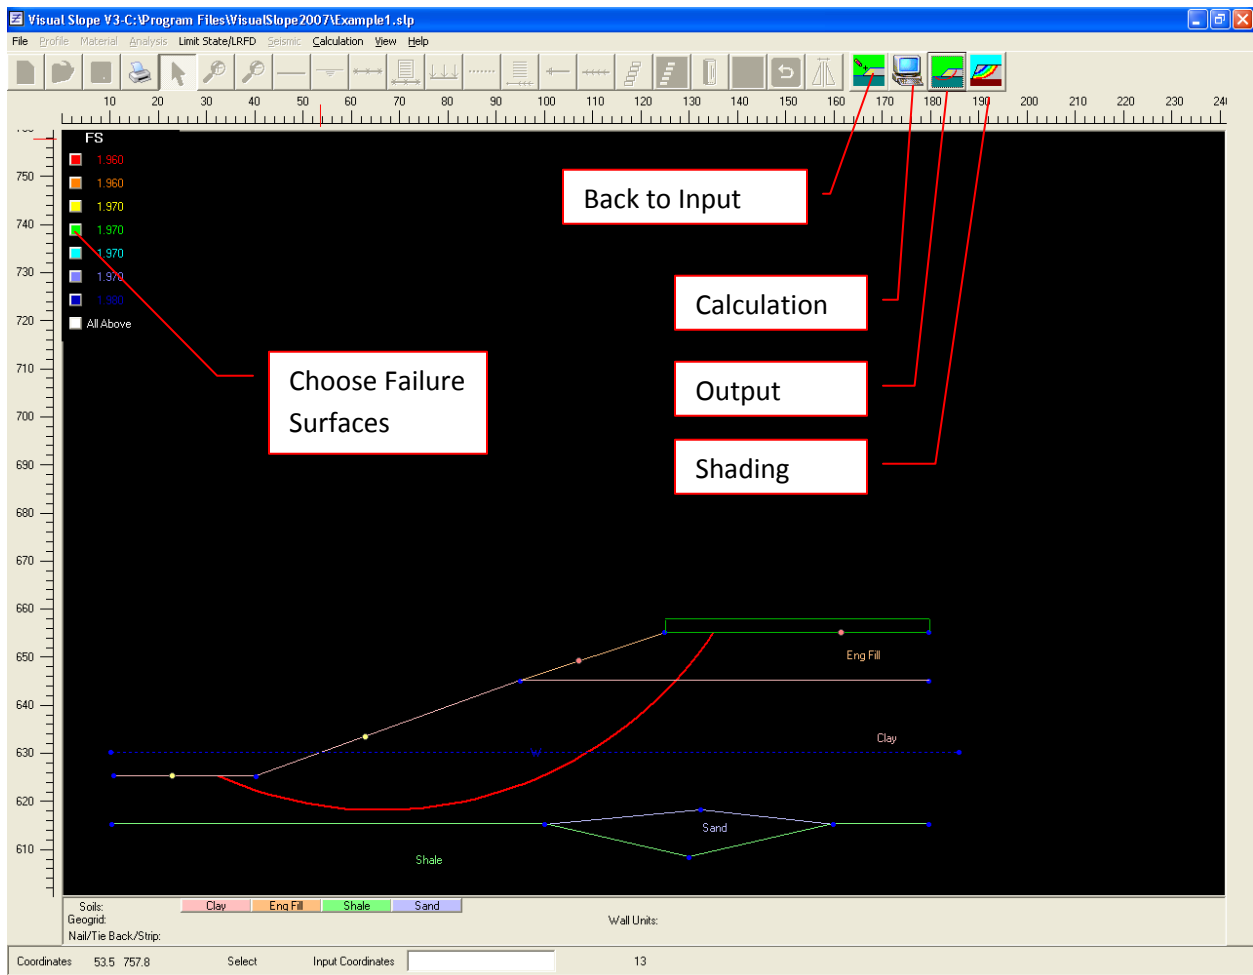 Visual Slope V3-C:\Program Files\VisualSlope2007\Example1.slp
File Profile Material Analysis Limit State/LRFD Seismic Calculation View Help
10 20 30 40 50 60 70 80 90 100 110 120 130 140 150 160 170 180 190 200 210 220 230 240
FS
1.960
1.960
1.970
1.970
1.970
1.970
1.980
All Above
750
740
730
720
710
700
690
680
670
660
650
640
630
620
610
Back to Input
Calculation
Output
Shading
Choose Failure
Surfaces
Eng Fill
Clay
W
Sand
Shale
Soils: Clay Eng Fill Shale Sand
Geogrid: Wall Units:
Nail/Tie Back/Strip:
Coordinates 53.5 757.8 Select Input Coordinates 13